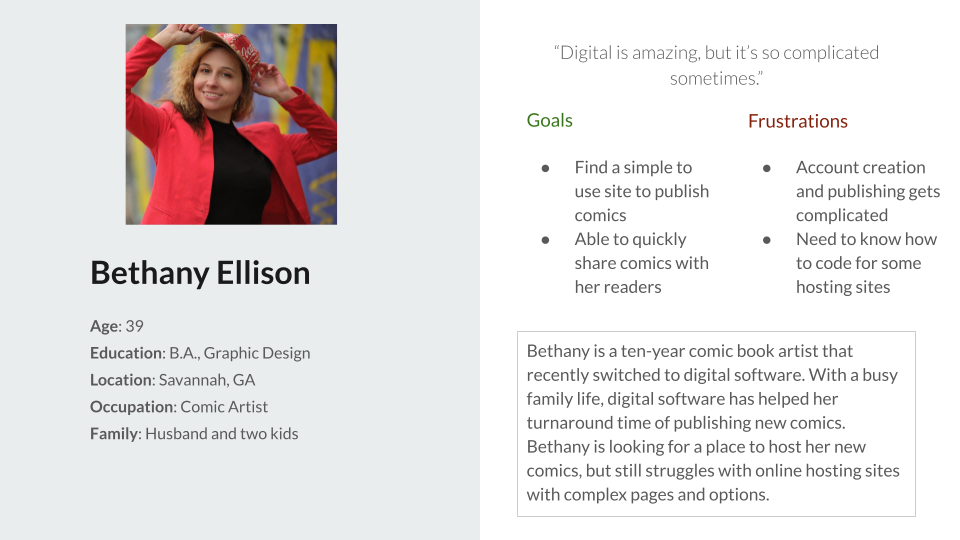 Bethany Ellison
Age: 39
Education: B.A., Graphic Design
Location: Savannah, GA
Occupation: Comic Artist
Family: Husband and two kids
“Digital is amazing, but it’s so complicated
sometimes.”
Goals
● Find a simple to
use site to publish
comics
● Able to quickly
share comics with
her readers
Frustrations
● Account creation
and publishing gets
complicated
● Need to know how
to code for some
hosting sites
Bethany is a ten-year comic book artist that
recently switched to digital software. With a busy
family life, digital software has helped her
turnaround time of publishing new comics.
Bethany is looking for a place to host her new
comics, but still struggles with online hosting sites
with complex pages and options.